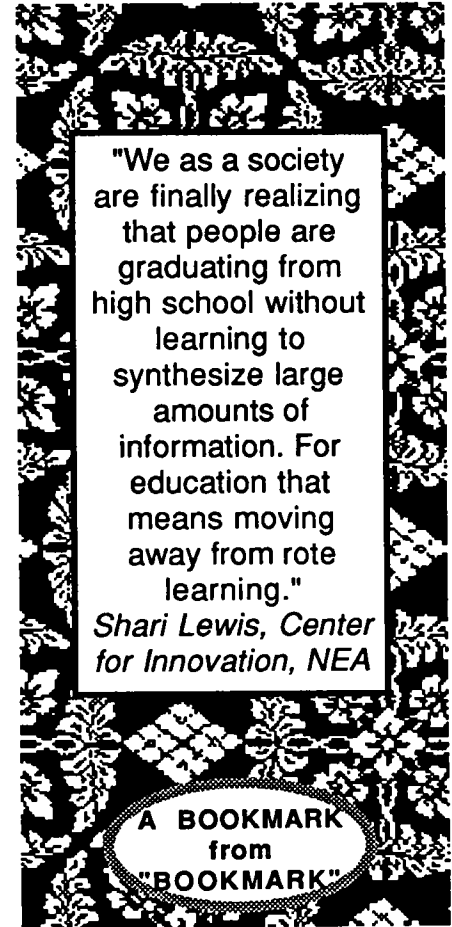 "We as a society
are finally realizing
that people are
graduating from
high school without
learning to
synthesize large
amounts of
information. For
education that
means moving
away from rote
learning."
Shari Lewis, Center
for Innovation, NEA
A BOOKMARK
from
"BOOKMARK"